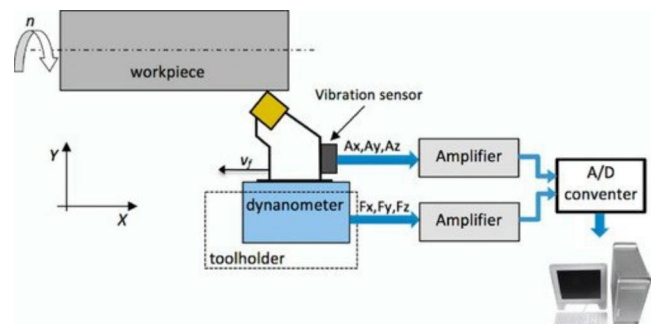 n
workpiece
Vibration sensor
Y
X
vf
Ax,Ay,Az
Amplifier
A/D
conventer
dynanometer
Fx,Fy,Fz
Amplifier
toolholder